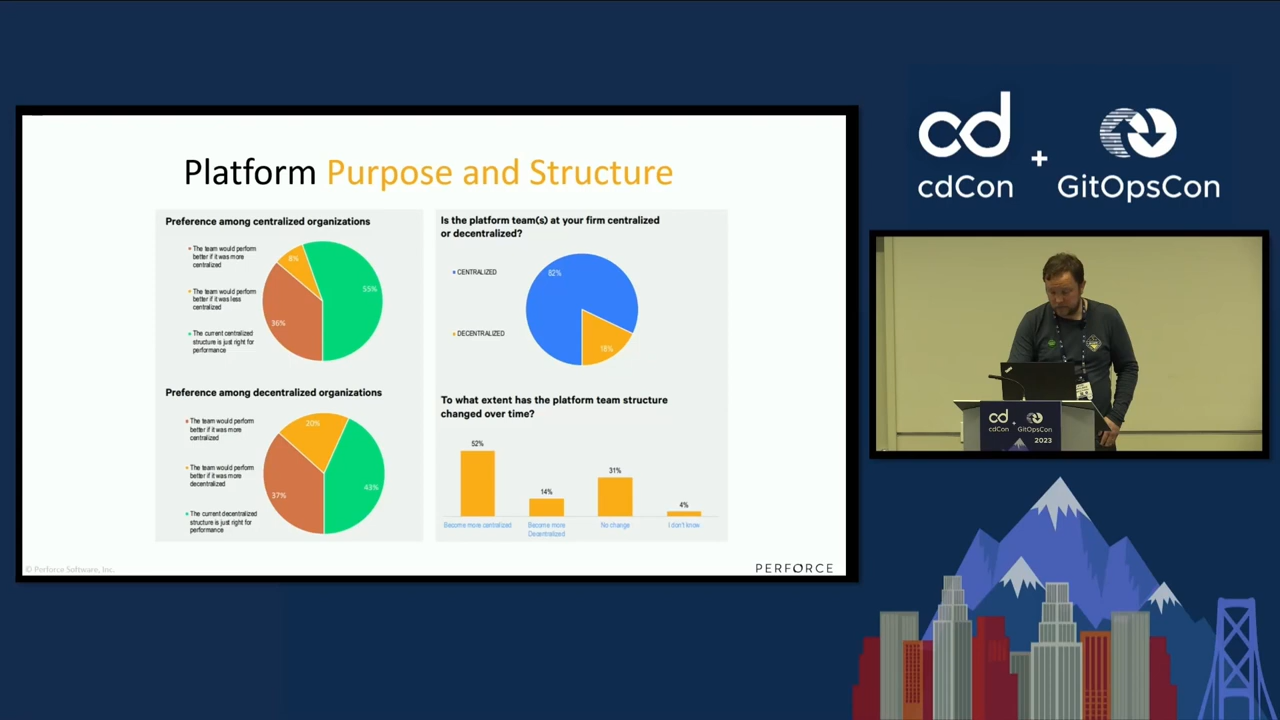 Platform Purpose and Structure
Preference among centralized organizations
The team would perform
better if it was more
centralized
The team would perform
better if it was less
centralized
The current centralized
structure is just right for
performance
8%
55%
36%
Is the platform team(s) at your firm centralized
or decentralized?
CENTRALIZED
DECENTRALIZED
82%
18%
Preference among decentralized organizations
The team would perform
better if it was more
centralized
The team would perform
better if it was more
decentralized
The current decentralized
structure is just right for
performance
20%
43%
37%
To what extent has the platform team structure
changed over time?
52%
14%
31%
4%
Become more centralized
Become more
Decentralized
No change
I don't know
© Perforce Software, Inc.
PERFORCE
cd
cdCon
+
GitOpsCon
cd
cdCon
+
GitOpsCon
2023